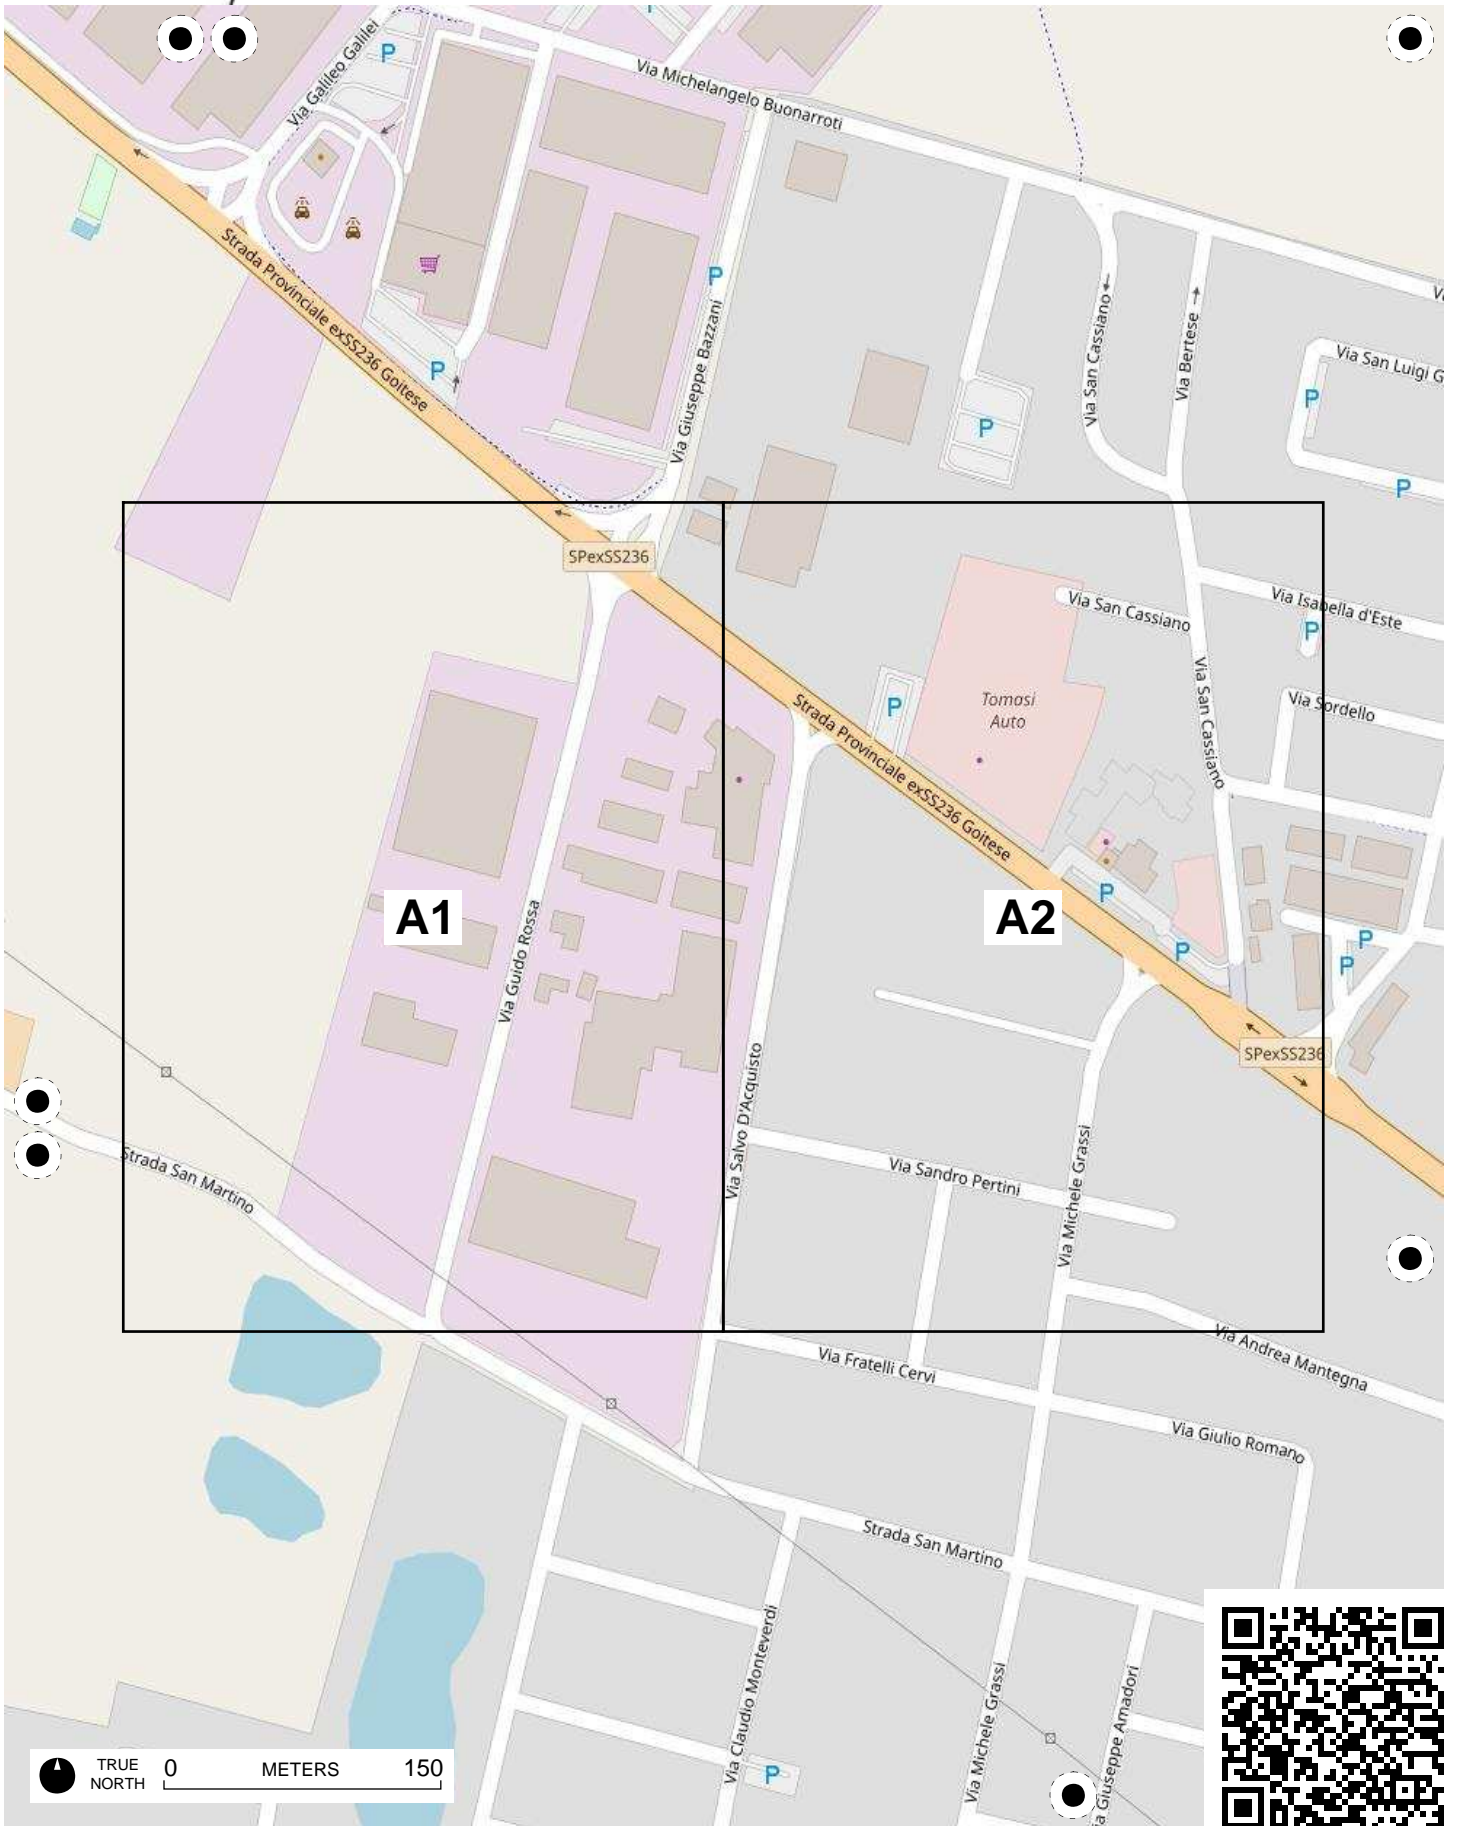 Via Galileo Galilei
P
Via Michelangelo Buonarroti
Strada Provinciale exSS236 Goitese
P
Via Giuseppe Bazzani
P
P
Via San Cassiano
Via Bertese
Via San Luigi G
P
P
SPexSS236
Via San Cassiano
Via Isabella d'Este
P
Via San Cassiano
Via Sordello
P
Tomasi
Auto
Strada Provinciale exSS236 Goitese
A1
A2
P
P
P
P
Via Guido Rossa
SPexSS236
Via Salvo D'Acquisto
Strada San Martino
Via Sandro Pertini
Via Michele Grassi
Via Fratelli Cervi
Via Andrea Mantegna
Via Giulio Romano
Strada San Martino
Via Claudio Monteverdi
Via Michele Grassi
ia Giuseppe Amadori
P
TRUE
NORTH
0 METERS 150